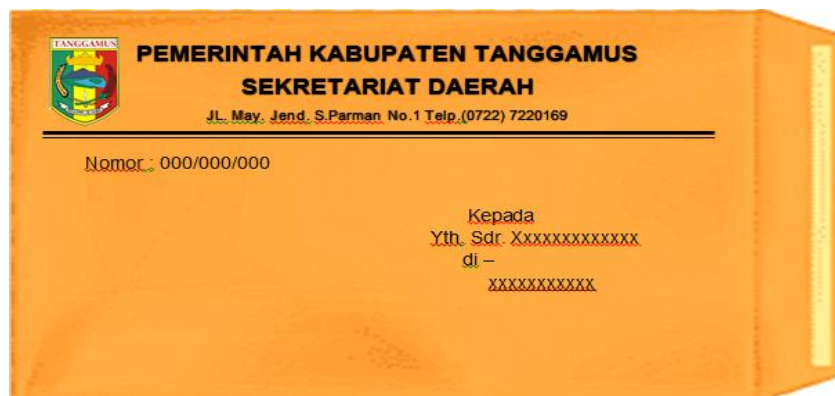 TANGGAMUS
PEMERINTAH KABUPATEN TANGGAMUS
SEKRETARIAT DAERAH
JL. May. Jend. S.Parman No.1 Telp.(0722) 7220169
Nomor : 000/000/000
Kepada
Yth. Sdr. Xxxxxxxxxxxxx
di –
xxxxxxxxxxx